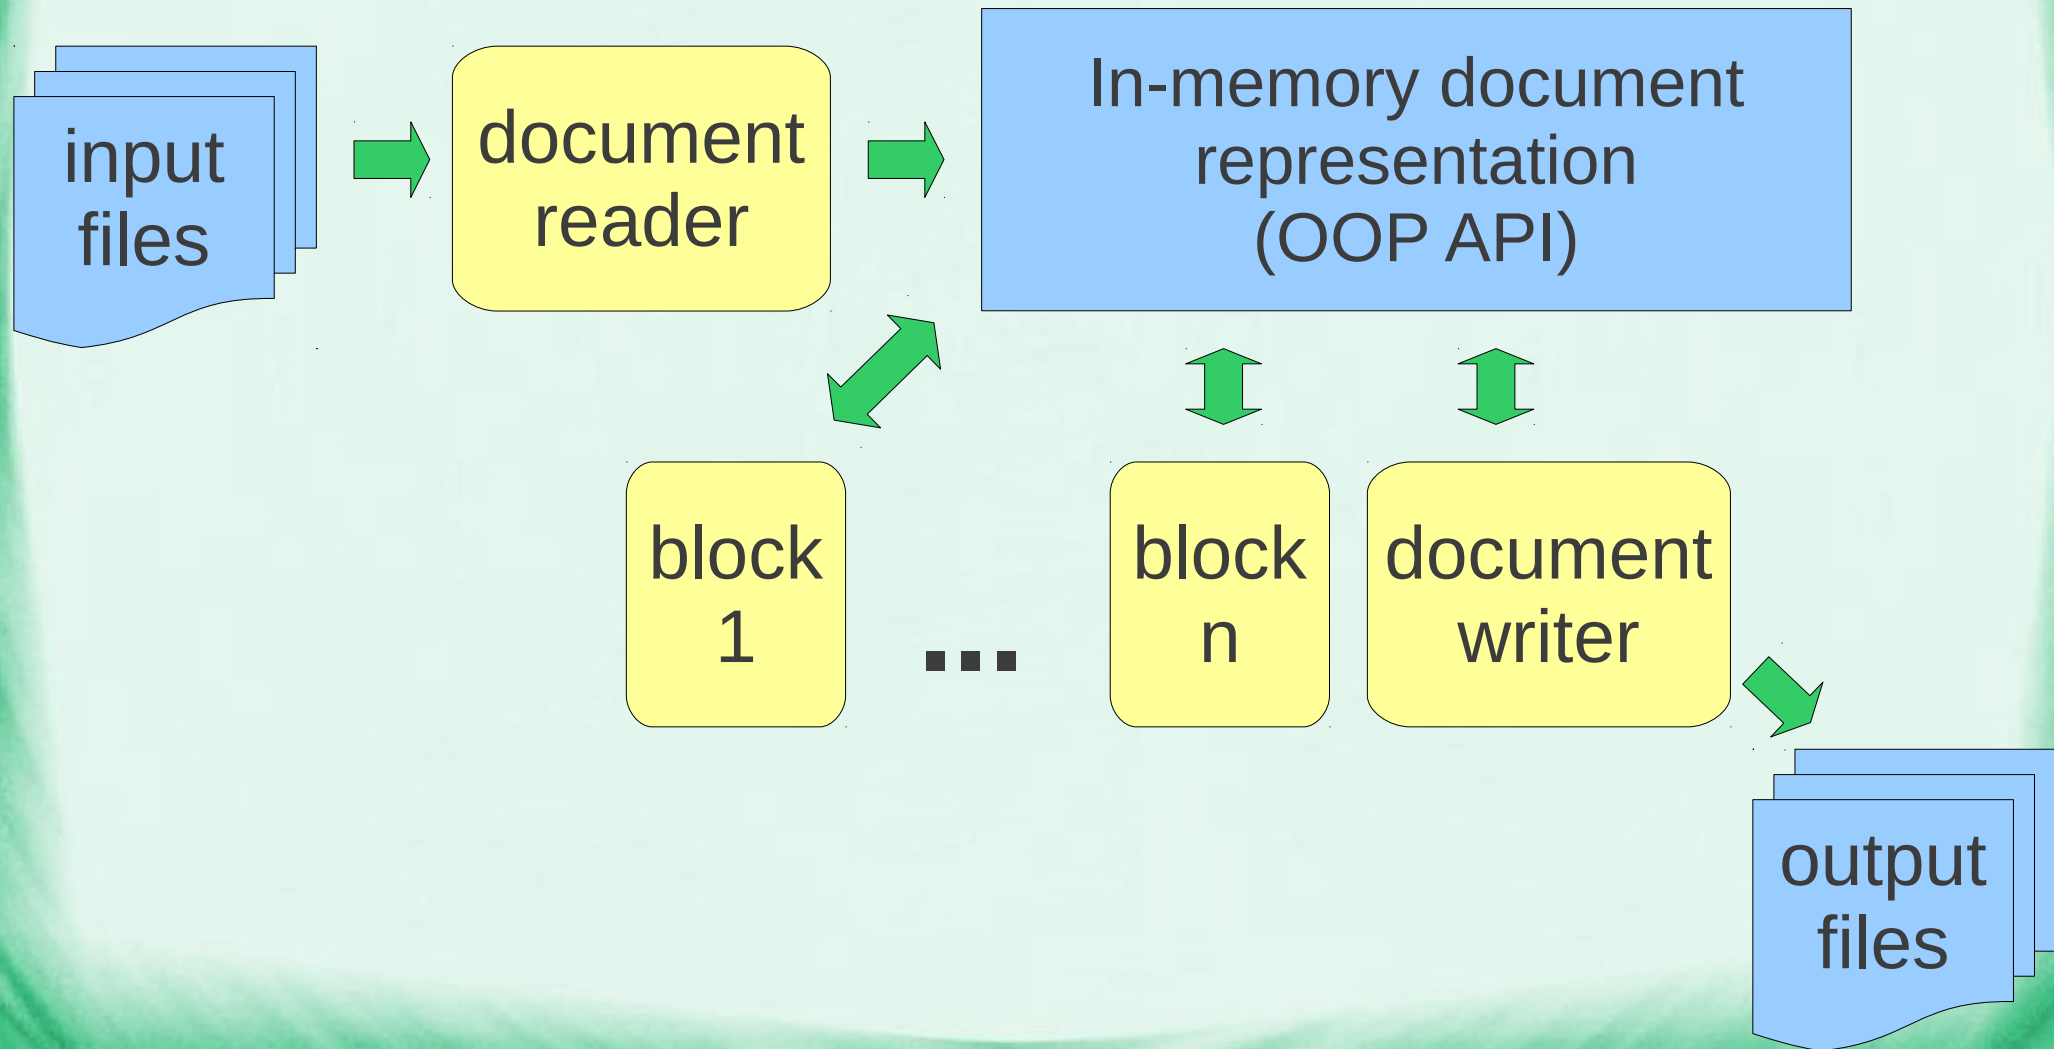 input
files
document
reader
In-memory document
representation
(OOP API)
block
1
...
block
n
document
writer
output
files